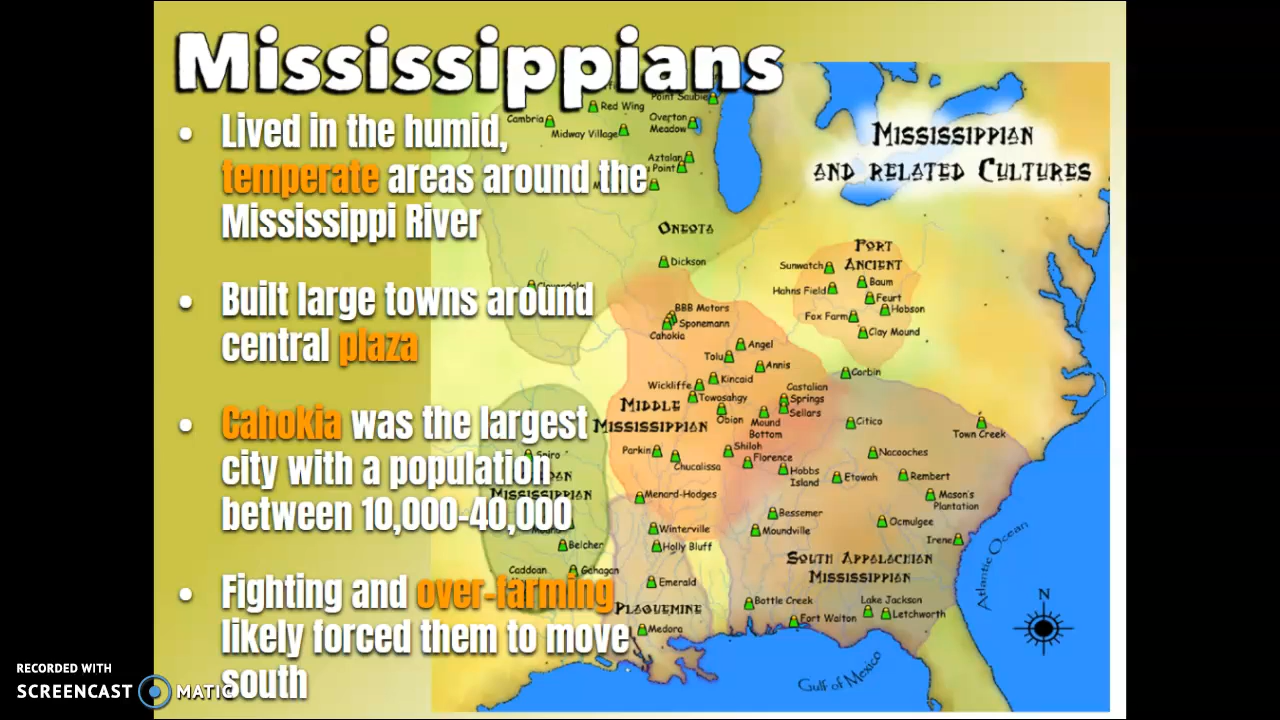 Mississippians
• Lived in the humid,
temperate areas around the
Mississippi River
• Built large towns around
central plaza
• Cahokia was the largest
city with a population
between 10,000-40,000
• Fighting and over-farming
likely forced them to move
south
Mississippian
and related Cultures
Point Sauble
Red Wing
Cambria
Overton
Meadow
Midway Village
Aztalan
Point
Oneota
Dickson
Fort
Ancient
Sunwatch
Baum
Hahns Field
Feurt
Hobson
Fox Farm
Clay Mound
BBB Motors
Sponemann
Cahokia
Angel
Tolu
Annis
Corbin
Kincaid
Wickliffe
Castalian
Springs
Towosahgy
Sellars
Middle
Mississippian
Obion
Mound
Bottom
Citico
Town Creek
Parkin
Shiloh
Chucalissa
Florence
Nacooches
Hobbs
Island
Etowah
Rembert
Spiro
Mississippian
Menard-Hodges
Mason's
Plantation
Bessemer
Winterville
Moundville
Ocmulgee
Irene
Belcher
Holly Bluff
South Appalachian
Mississippian
Caddoan
Gahagan
Emerald
Plaquemine
Bottle Creek
Lake Jackson
Fort Walton
Letchworth
Medora
Atlantic Ocean
Gulf of Mexico
N
RECORDED WITH
SCREENCAST MATIC